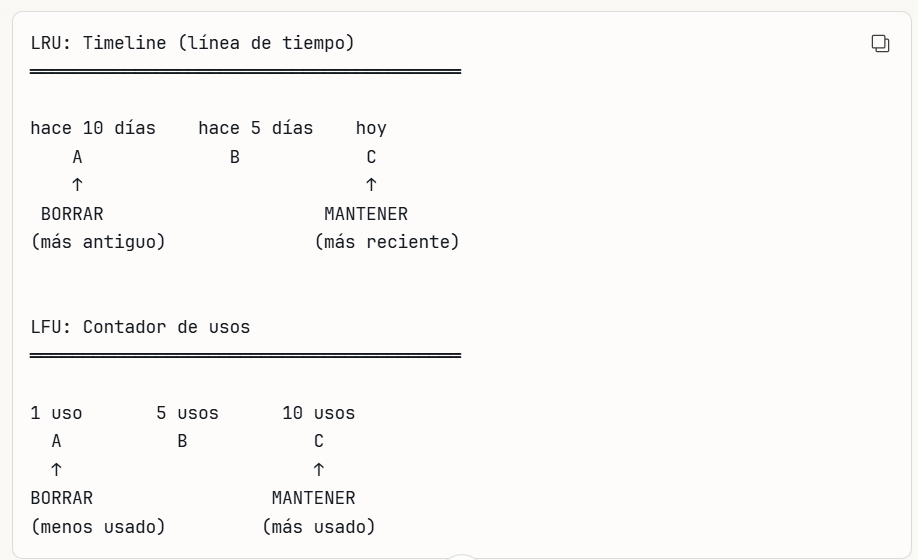 LRU: Timeline (línea de tiempo)
═════════════════════════════════════════
hace 10 días    hace 5 días    hoy
    A              B            C
    ↑                           ↑
 BORRAR                     MANTENER
(más antiguo)              (más reciente)
LFU: Contador de usos
═════════════════════════════════════════
1 uso       5 usos      10 usos
  A           B            C
  ↑                        ↑
BORRAR                 MANTENER
(menos usado)         (más usado)